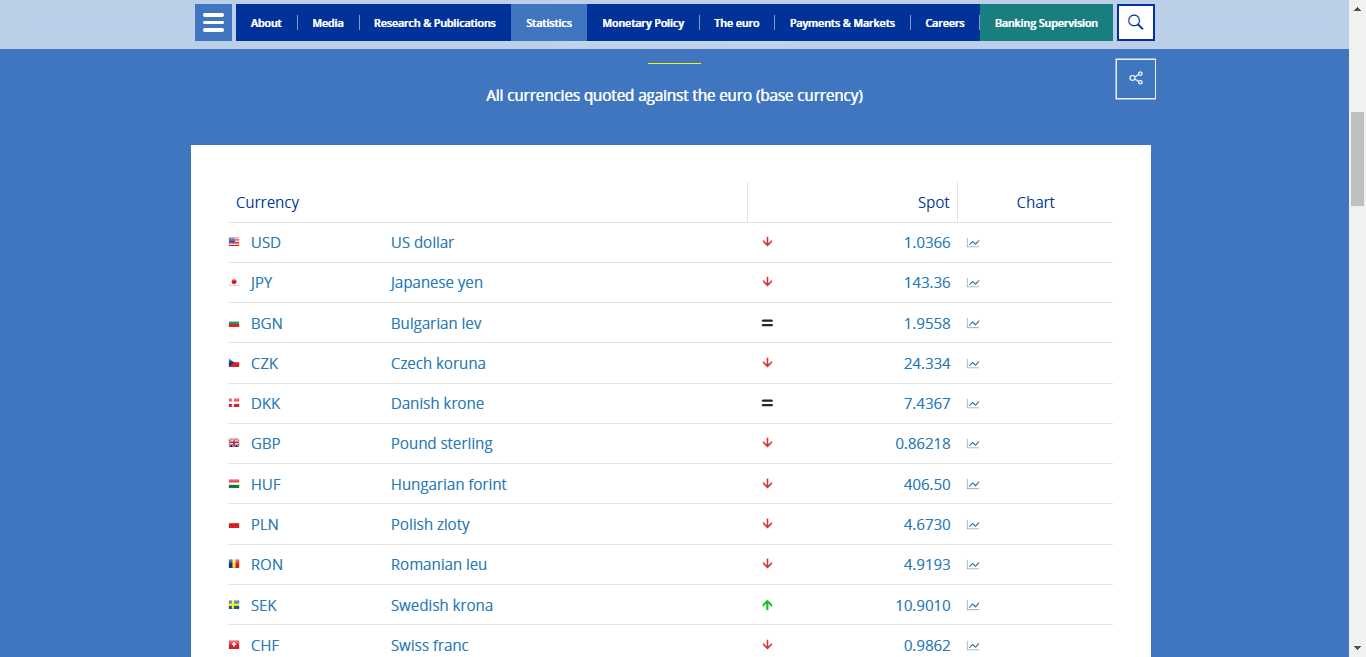 About Media Research & Publications Statistics Monetary Policy The euro Payments & Markets Careers Banking Supervision
All currencies quoted against the euro (base currency)
Currency Spot Chart
USD US dollar 1.0366
JPY Japanese yen 143.36
BGN Bulgarian lev = 1.9558
CZK Czech koruna 24.334
DKK Danish krone = 7.4367
GBP Pound sterling 0.86218
HUF Hungarian forint 406.50
PLN Polish zloty 4.6730
RON Romanian leu 4.9193
SEK Swedish krona 10.9010
CHF Swiss franc 0.9862